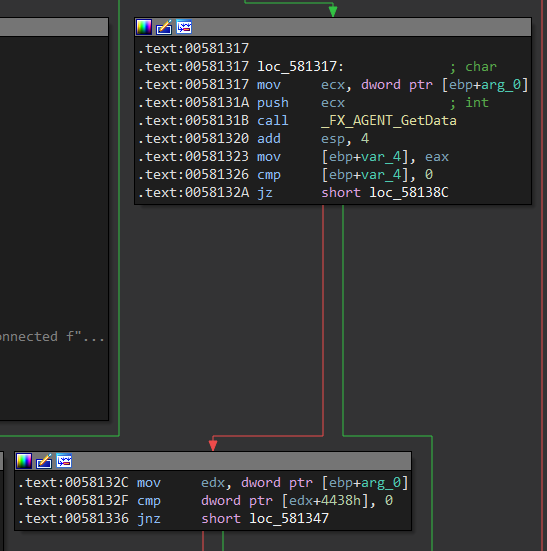 .text:00581317
.text:00581317 loc_581317: ; char
.text:00581317 mov ecx, dword ptr [ebp+arg_0]
.text:0058131A push ecx ; int
.text:0058131B call _FX_AGENT_GetData
.text:00581320 add esp, 4
.text:00581323 mov [ebp+var_4], eax
.text:00581326 cmp [ebp+var_4], 0
.text:0058132A jz short loc_58138C
onnected f"...
.text:0058132C mov edx, dword ptr [ebp+arg_0]
.text:0058132F cmp dword ptr [edx+4438h], 0
.text:00581336 jnz short loc_581347